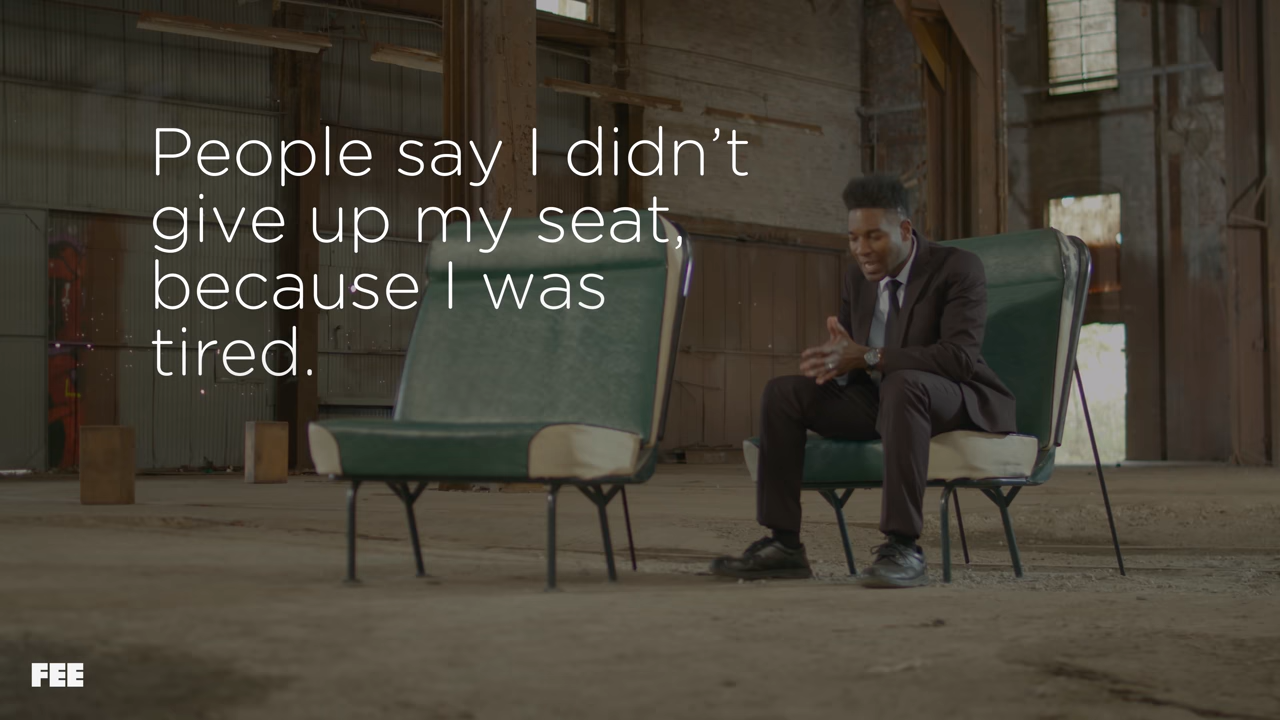 People say I didn’t
give up my seat,
because I was
tired.
FEE